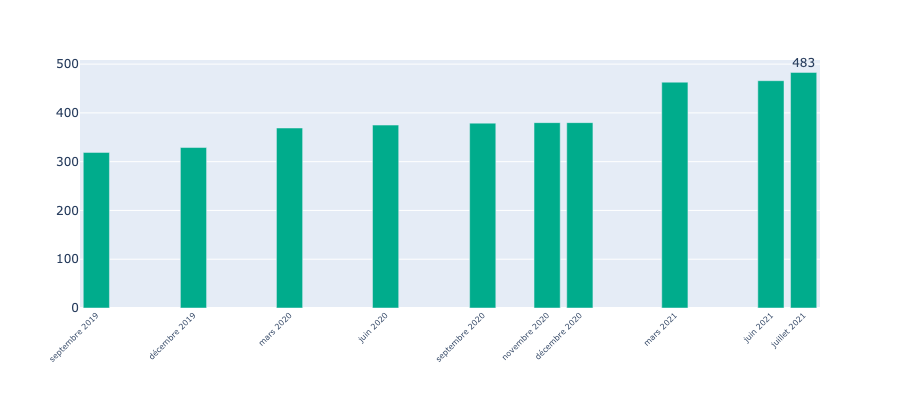 500
400
300
200
100
0
483
septembre 2019
décembre 2019
mars 2020
juin 2020
septembre 2020
novembre 2020
décembre 2020
mars 2021
juin 2021
juillet 2021